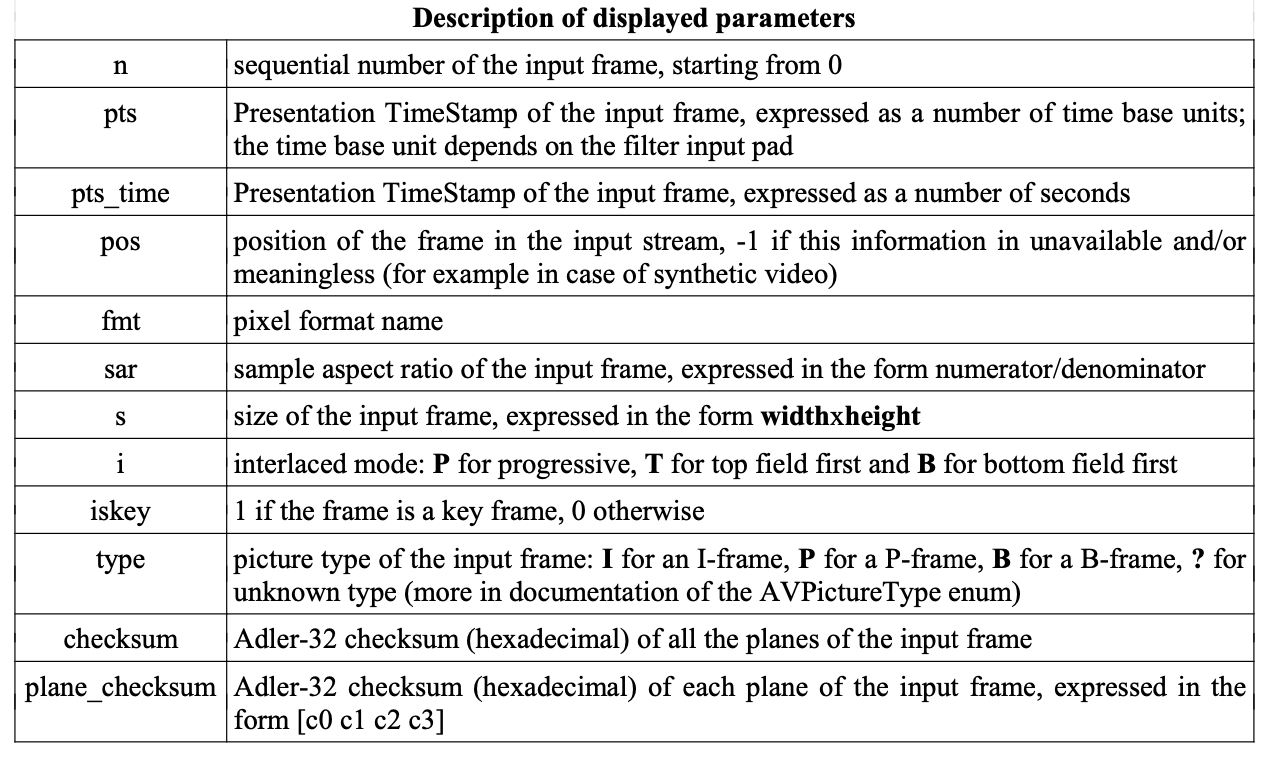 Description of displayed parameters
n sequential number of the input frame, starting from 0
pts Presentation TimeStamp of the input frame, expressed as a number of time base units;
the time base unit depends on the filter input pad
pts_time Presentation TimeStamp of the input frame, expressed as a number of seconds
pos position of the frame in the input stream, -1 if this information in unavailable and/or
meaningless (for example in case of synthetic video)
fmt pixel format name
sar sample aspect ratio of the input frame, expressed in the form numerator/denominator
s size of the input frame, expressed in the form widthxheight
i interlaced mode: P for progressive, T for top field first and B for bottom field first
iskey 1 if the frame is a key frame, 0 otherwise
type picture type of the input frame: I for an I-frame, P for a P-frame, B for a B-frame, ? for
unknown type (more in documentation of the AVPictureType enum)
checksum Adler-32 checksum (hexadecimal) of all the planes of the input frame
plane_checksum Adler-32 checksum (hexadecimal) of each plane of the input frame, expressed in the
form [c0 c1 c2 c3]